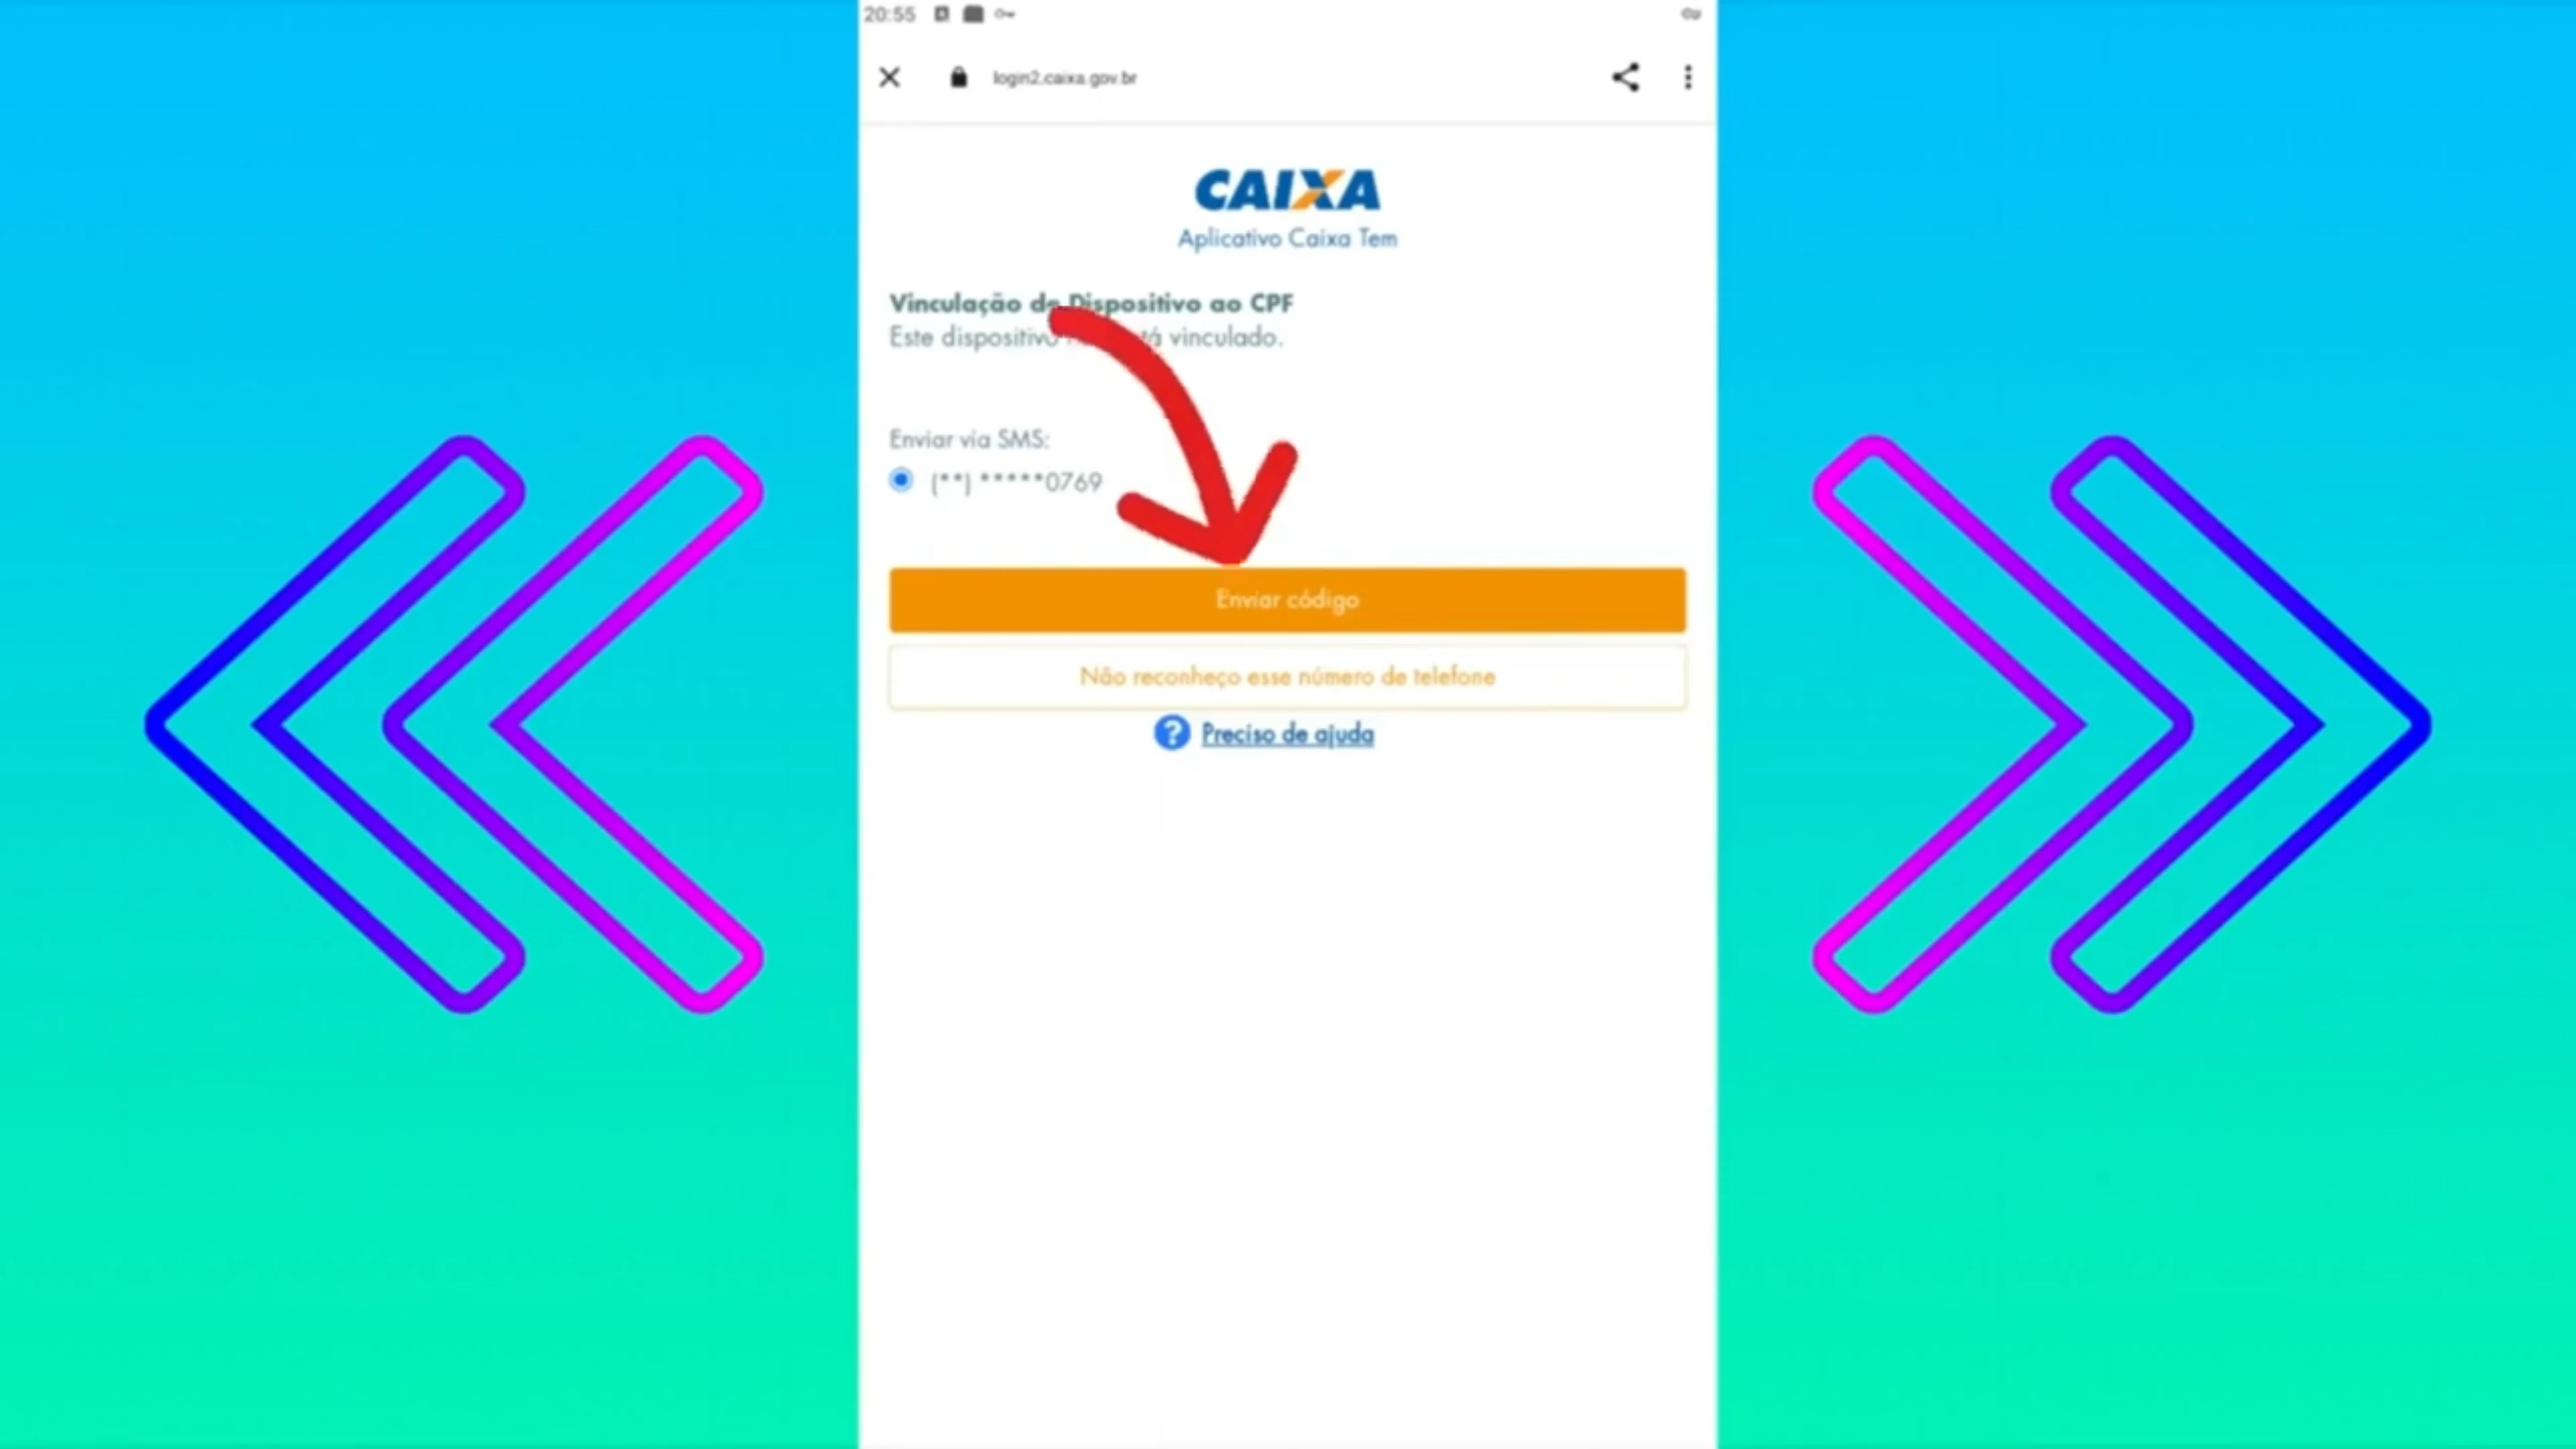 20:55
login2.caixa.gov.br
CAIXA
Aplicativo Caixa Tem
Vinculação de Dispositivo ao CPF
Este dispositivo vinculado.
Enviar via SMS:
(**) *****0769
Enviar código
Não reconheço esse número de telefone
Preciso de ajuda